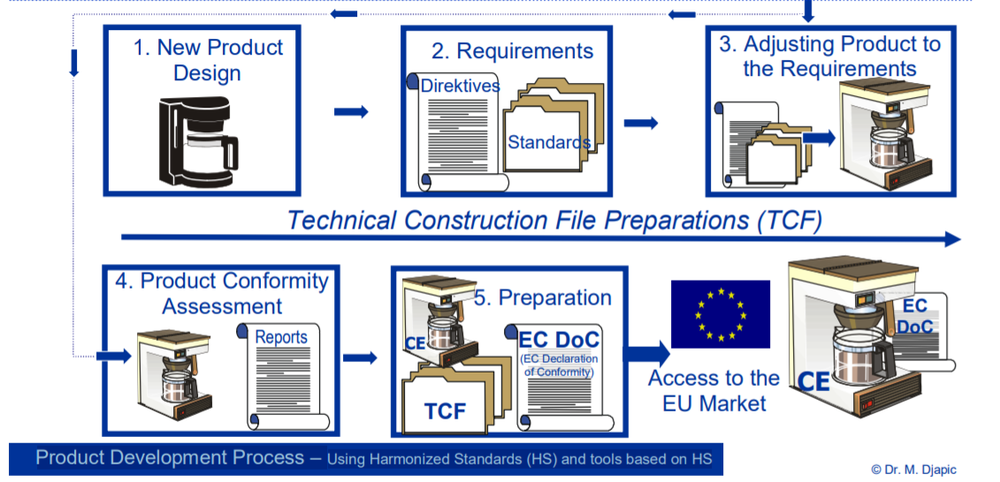 1. New Product
Design
2. Requirements
Direktives
Standards
3. Adjusting Product to
the Requirements
Technical Construction File Preparations (TCF)
4. Product Conformity
Assessment
Reports
5. Preparation
CE
EC DoC
(EC Declaration
of Conformity)
TCF
Access to the
EU Market
EC
DoC
CE
Product Development Process – Using Harmonized Standards (HS) and tools based on HS
© Dr. M. Djapic